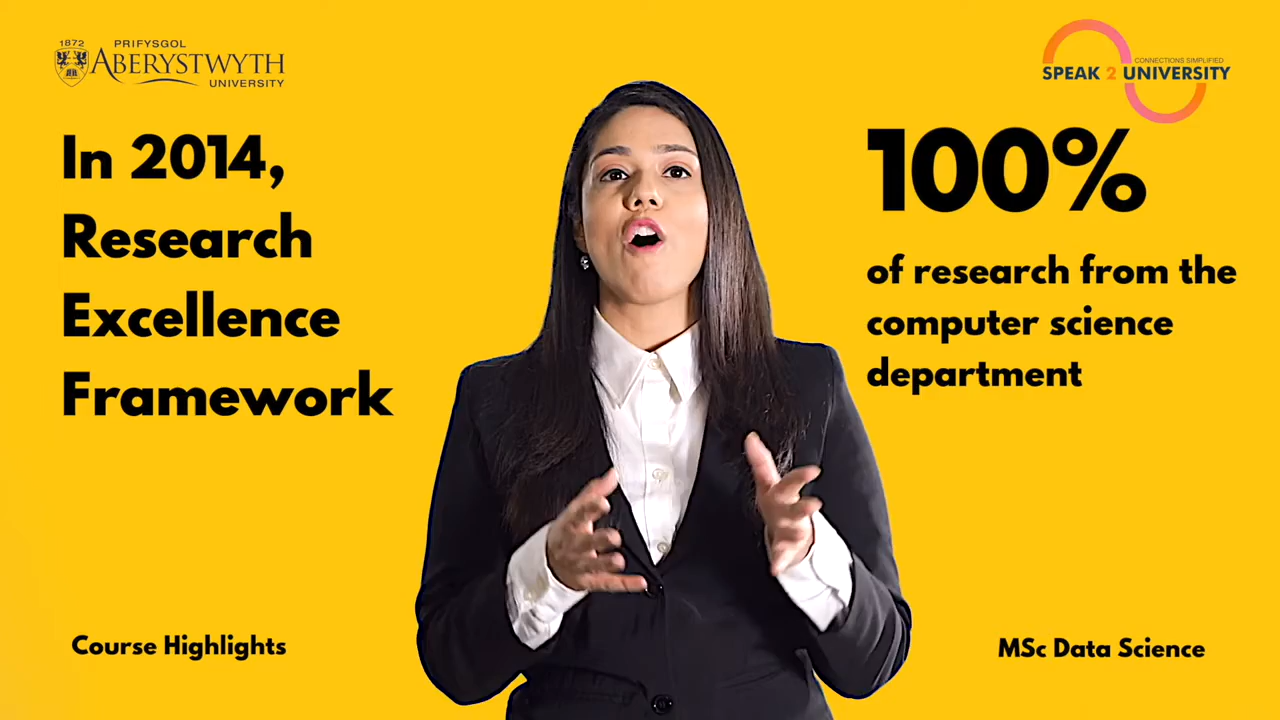 1872
PRIFYSGOL
ABERYSTWYTH
UNIVERSITY
CONNECTIONS SIMPLIFIED
SPEAK 2 UNIVERSITY
In 2014,
Research
Excellence
Framework
100%
of research from the
computer science
department
Course Highlights
MSc Data Science